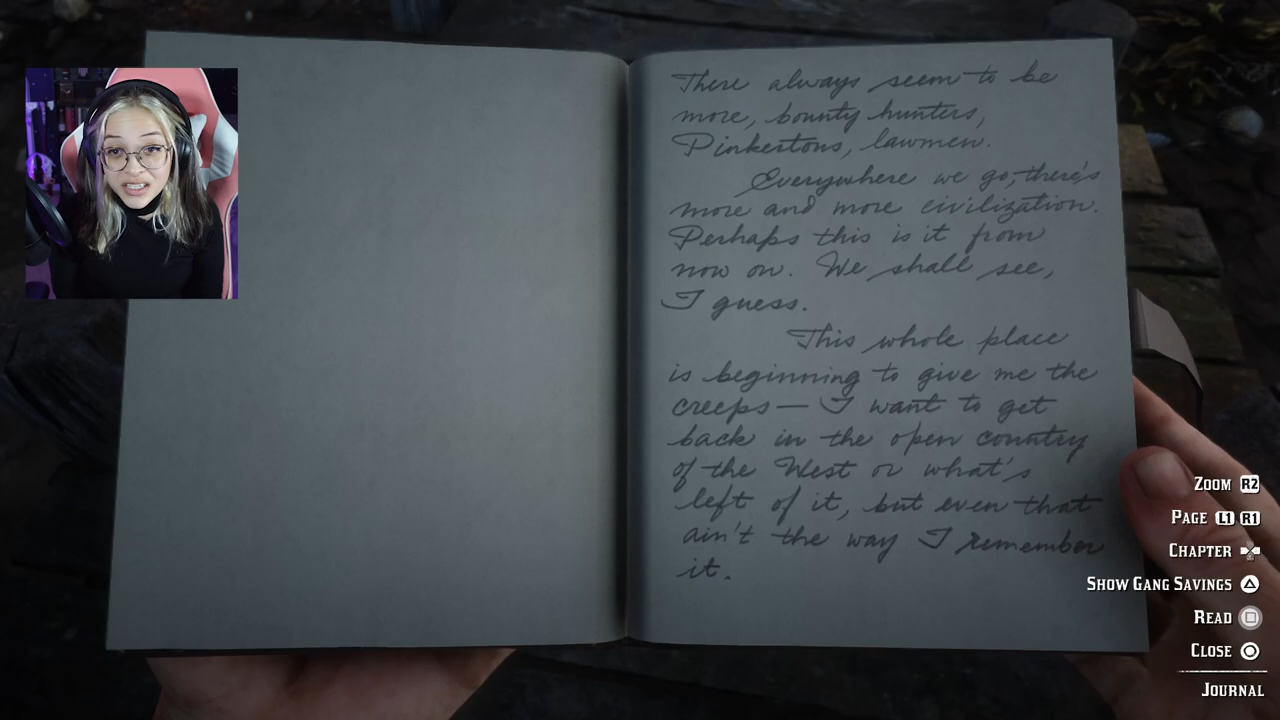 There always seem to be
more, bounty hunters,
Pinkertons, lawmen.
Everywhere we go, there's
more and more civilization.
Perhaps this is it from
now on. We shall see,
I guess.
This whole place
is beginning to give me the
creeps— I want to get
back in the open country
of the West or what's
left of it, but even that
ain't the way I remember
it.
ZOOM R2
PAGE L1 R1
CHAPTER
SHOW GANG SAVINGS
READ
CLOSE
JOURNAL